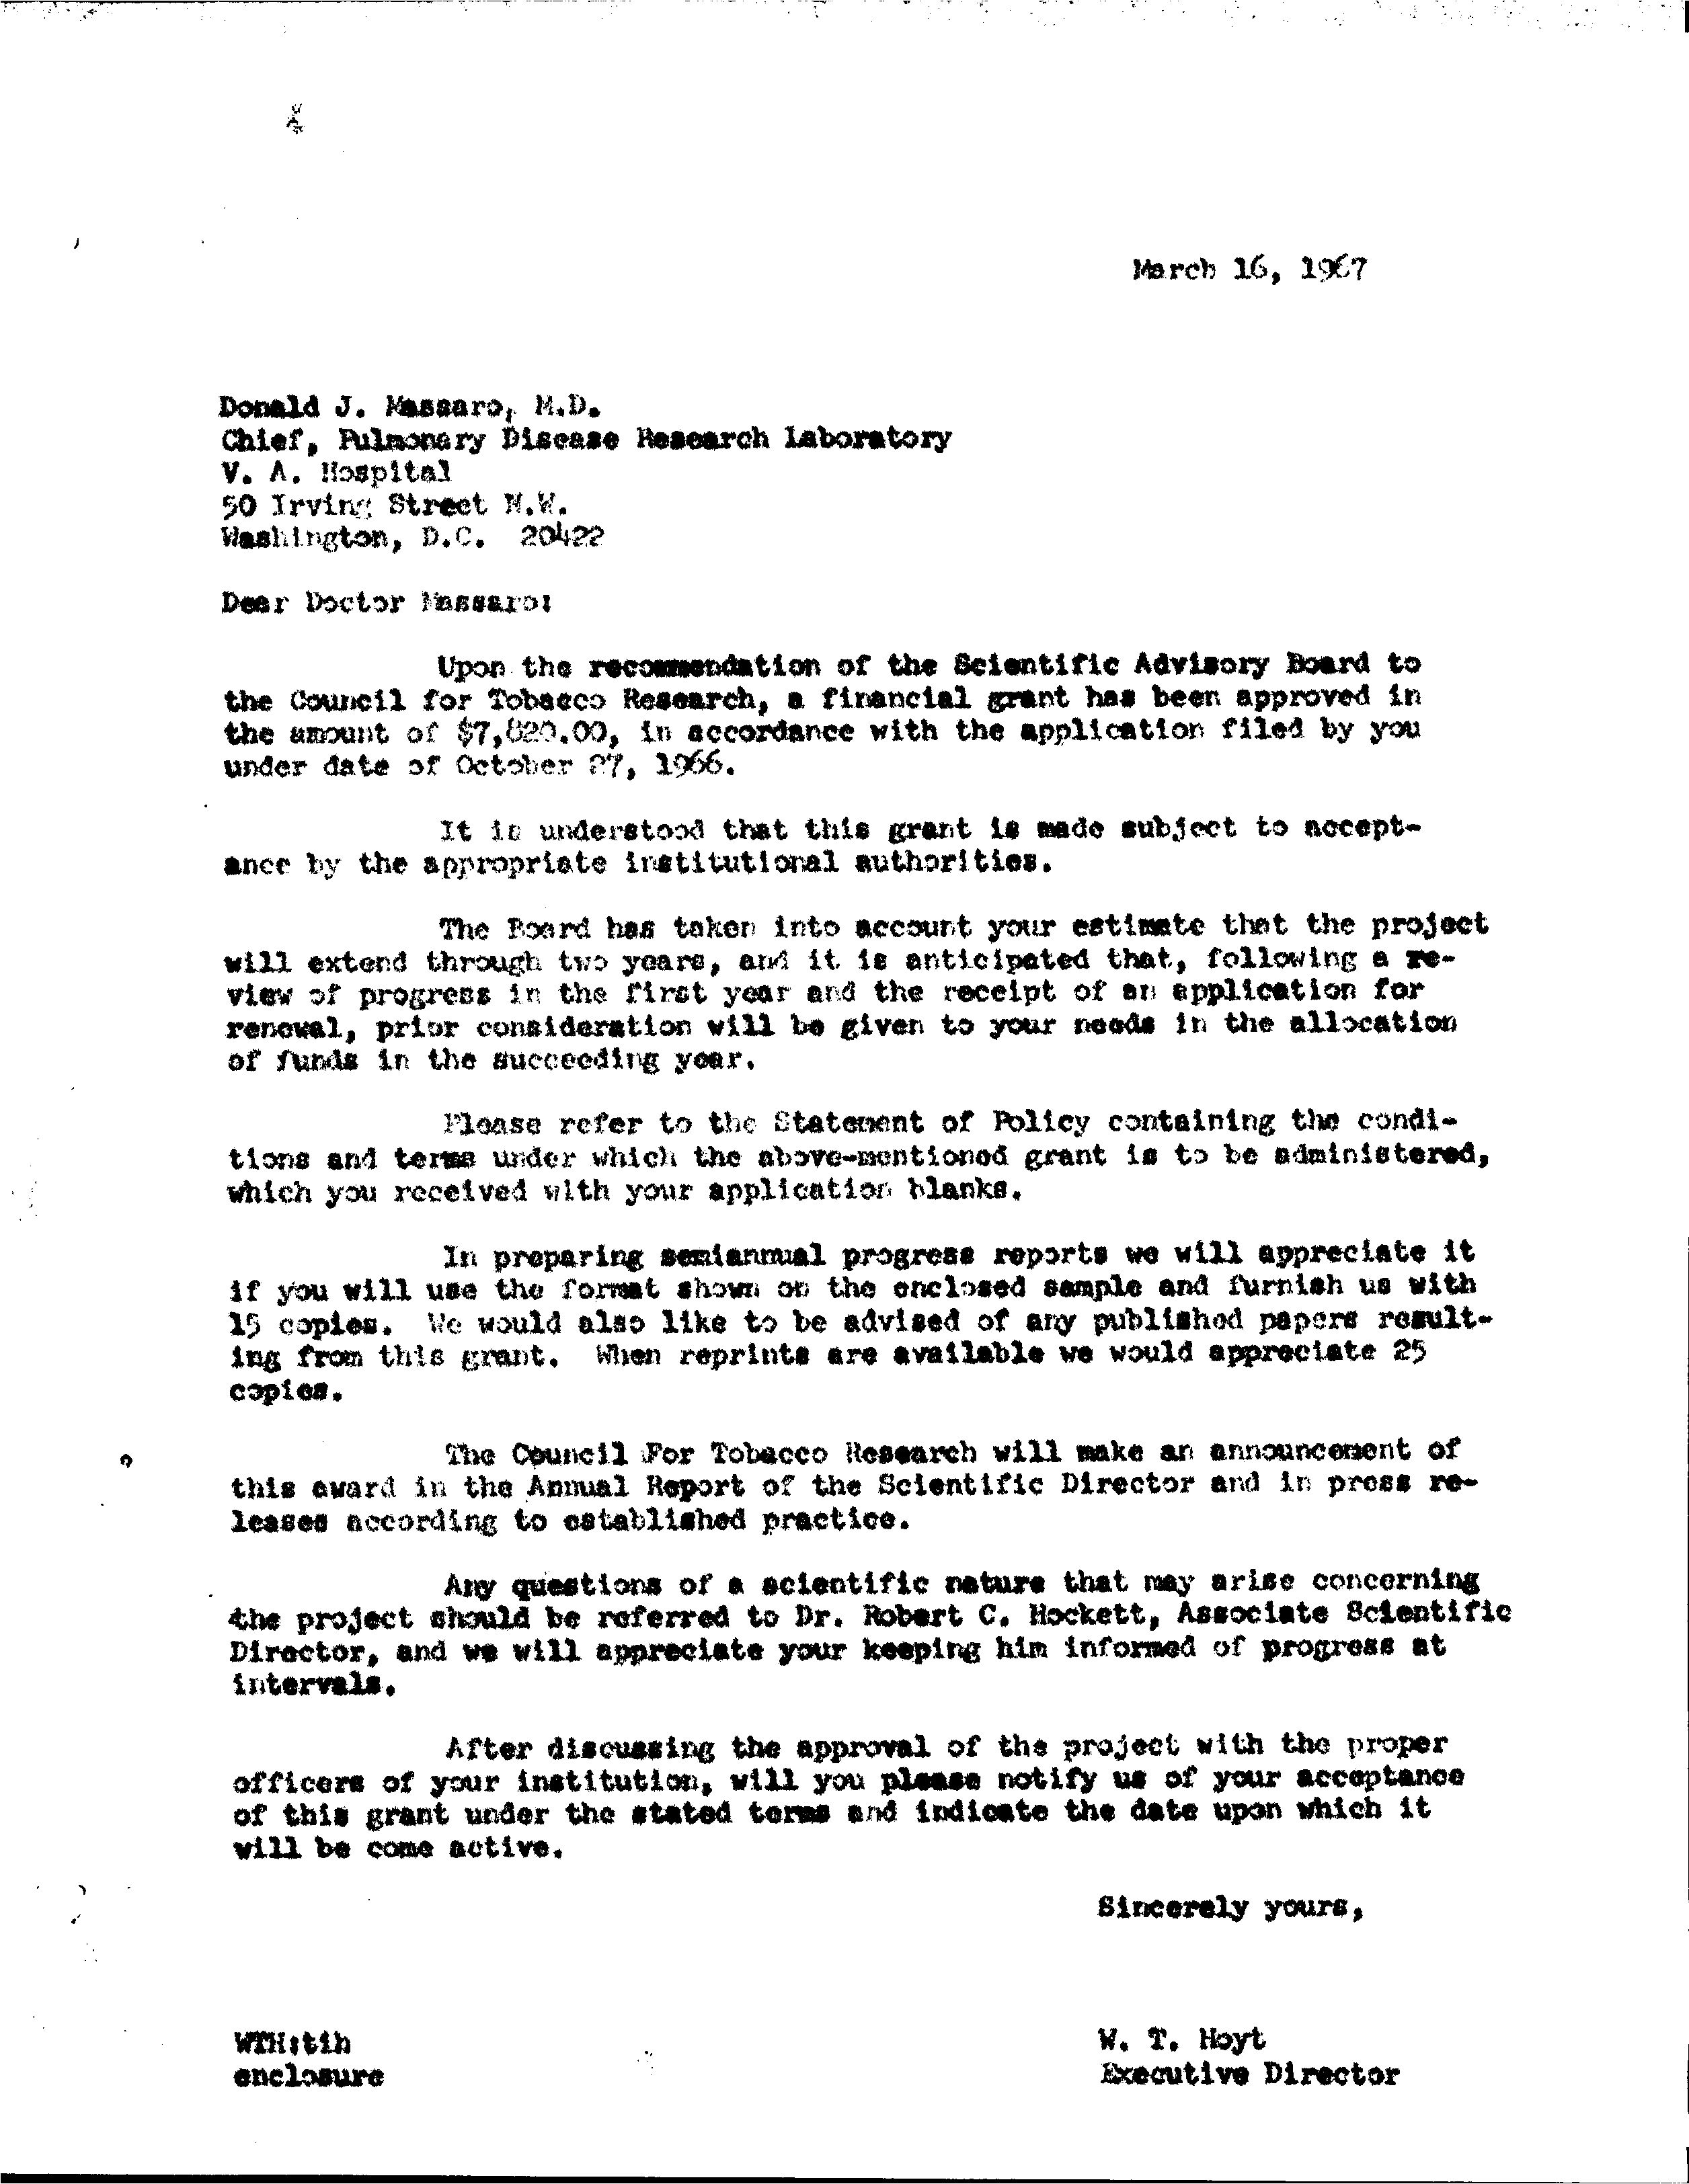 March 16, 1967
Donald J. Massaro, M.D.
Chief, Pulmonary Disease Research Laboratory
V. A. Hospital
50 Irving Street N.W.
Washington, D.C. 20422
Dear Doctor Massaro:
Upon the recommendation of the Scientific Advisory Board to
the Council for Tobacco Research, a financial grant has been approved in
the amount of $7,820.00, in accordance with the application filed by you
under date of October 27, 1966.
It is understood that this grant is made subject to accept-
ance by the appropriate institutional authorities.
The Board has taken into account your estimate that the project
will extend through two years, and it is anticipated that, following a re-
view of progress in the first year and the receipt of an application for
renewal, prior consideration will be given to your needs in the allocation
of funds in the succeeding year.
Please refer to the Statement of Policy containing the condi-
tions and terms under which the above-mentioned grant is to be administered,
which you received with your application blanks.
In preparing semiannual progress reports we will appreciate it
if you will use the format shown on the enclosed sample and furnish us with
15 copies. We would also like to be advised of any published papers result-
ing from this grant. When reprints are available we would appreciate 25
copies.
The Council For Tobacco Research will make an announcement of
this award in the Annual Report of the Scientific Director and in press re-
leases according to established practice.
Any questions of a scientific nature that may arise concerning
the project should be referred to Dr. Robert C. Hockett, Associate Scientific
Director, and we will appreciate your keeping him informed of progress at
intervals.
After discussing the approval of the project with the proper
officers of your institution, will you please notify us of your acceptance
of this grant under the stated terms and indicate the date upon which it
will be come active.
Sincerely yours,
W. T. Hoyt
Executive Director
WTH:tih
enclosure